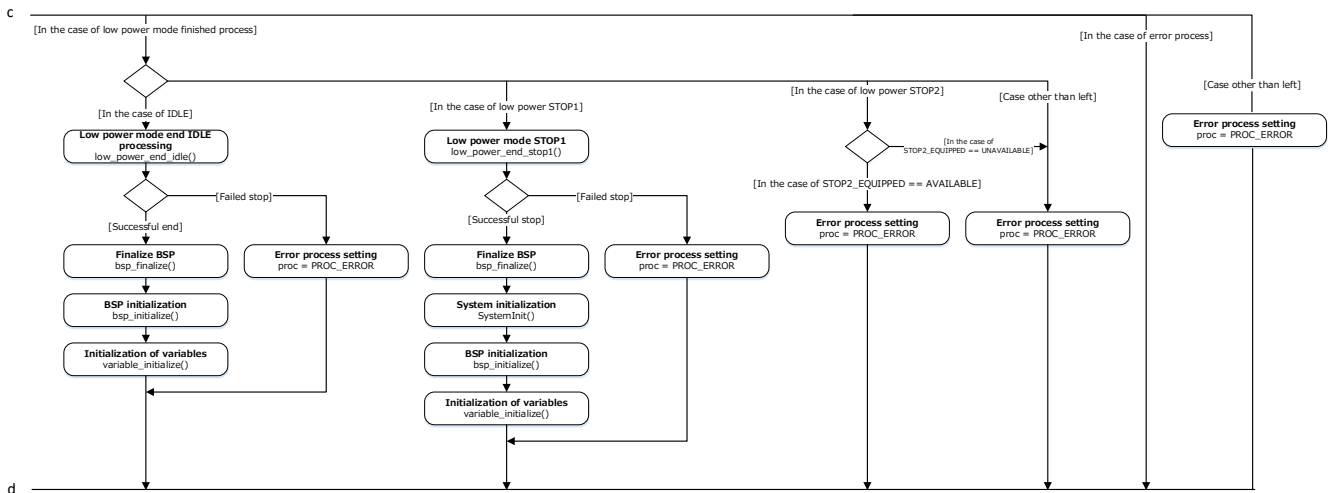 c
[In the case of low power mode finished process]
[In the case of error process]
[Case other than left]
[In the case of IDLE]
[In the case of low power STOP1]
[In the case of low power STOP2]
[Case other than left]
Error process setting
proc = PROC_ERROR
Low power mode end IDLE
processing
low_power_end_idle()
Low power mode STOP1
low_power_end_stop1()
[In the case of
STOP2_EQUIPPED == UNAVAILABLE]
[In the case of STOP2_EQUIPPED == AVAILABLE]
[Failed stop]
[Failed stop]
[Successful end]
[Successful stop]
Error process setting
proc = PROC_ERROR
Error process setting
proc = PROC_ERROR
Finalize BSP
bsp_finalize()
Error process setting
proc = PROC_ERROR
Finalize BSP
bsp_finalize()
Error process setting
proc = PROC_ERROR
BSP initialization
bsp_initialize()
System initialization
SystemInit()
Initialization of variables
variable_initialize()
BSP initialization
bsp_initialize()
Initialization of variables
variable_initialize()
d